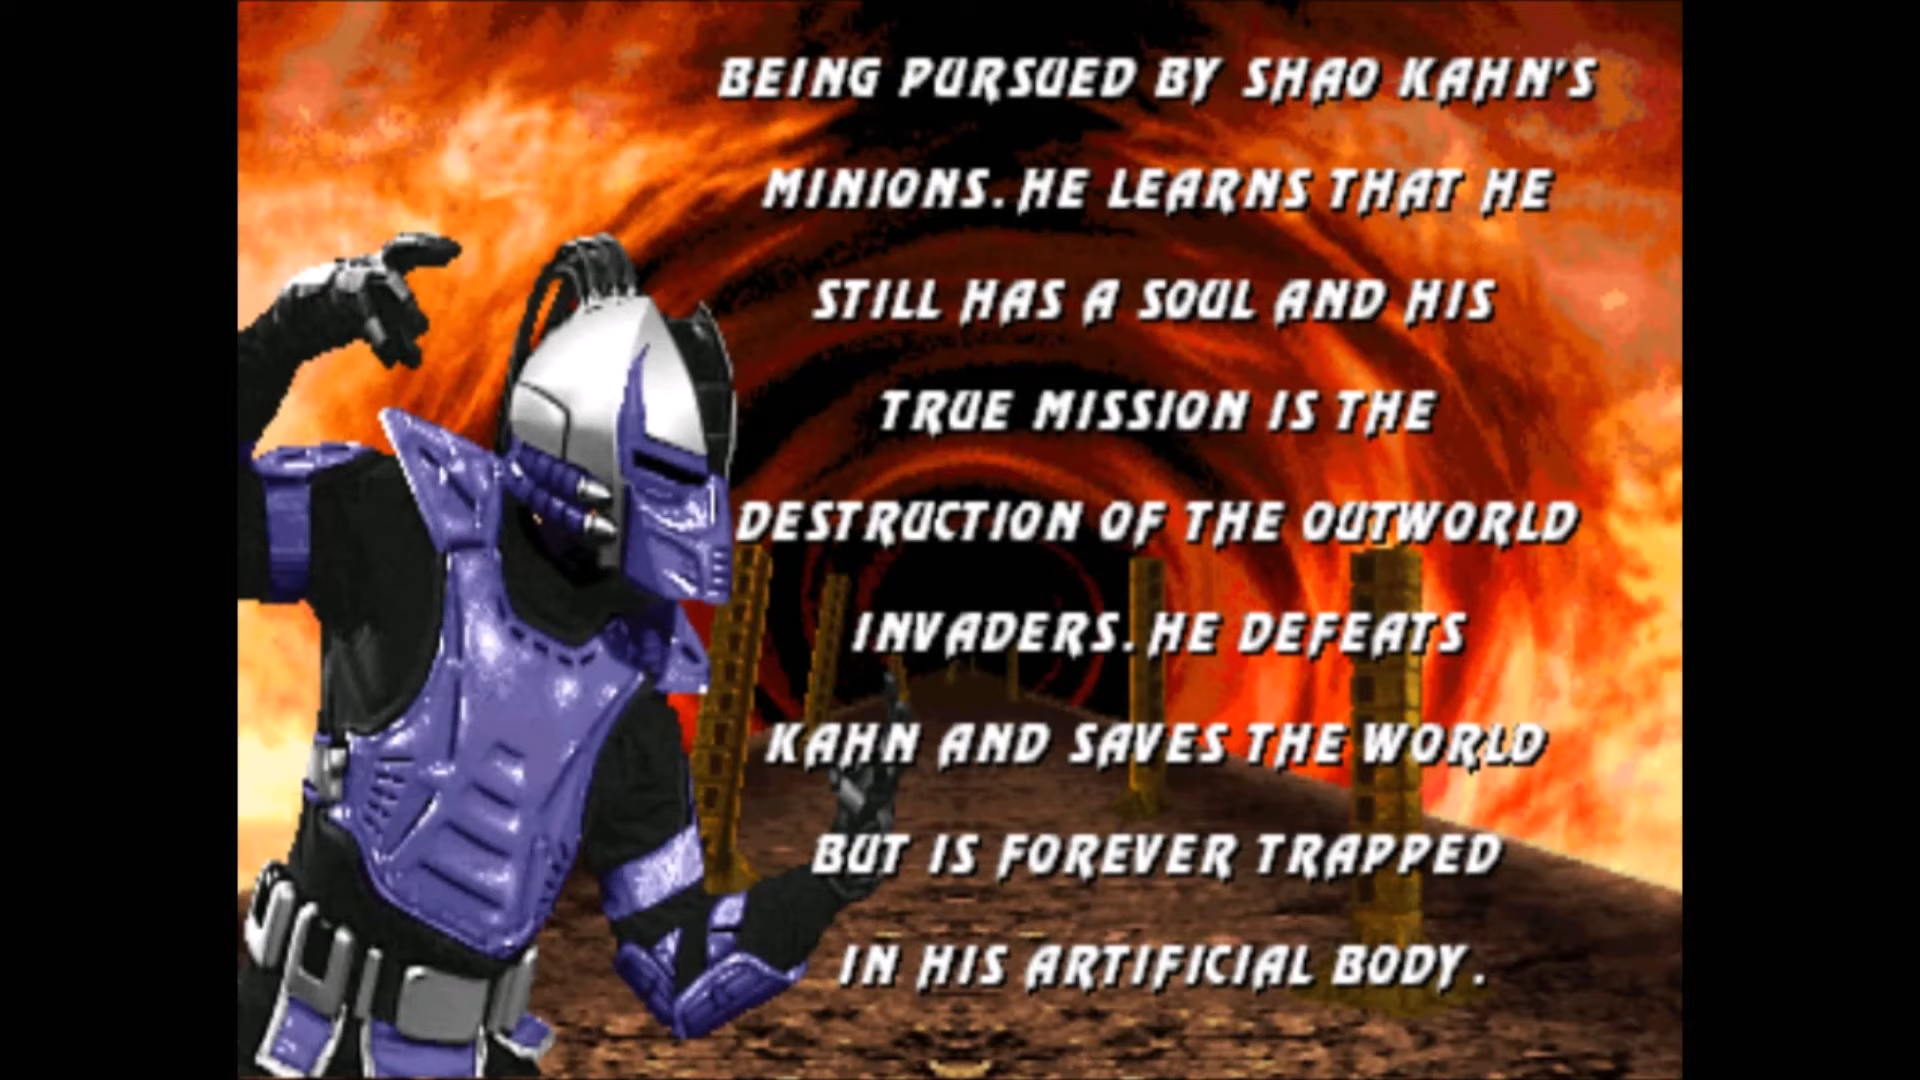 BEING PURSUED BY SHAO KAHN'S
MINIONS. HE LEARNS THAT HE
STILL HAS A SOUL AND HIS
TRUE MISSION IS THE
DESTRUCTION OF THE OUTWORLD
INVADERS. HE DEFEATS
KAHN AND SAVES THE WORLD
BUT IS FOREVER TRAPPED
IN HIS ARTIFICIAL BODY.